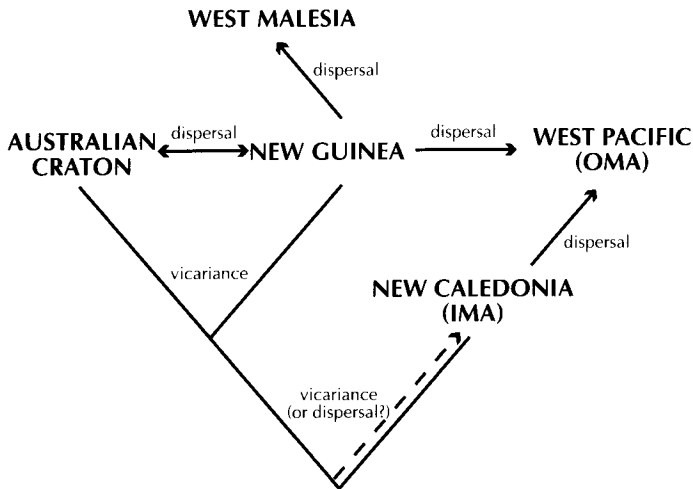 WEST MALESIA
dispersal
AUSTRALIAN
CRATON
dispersal
NEW GUINEA
dispersal
WEST PACIFIC
(OMA)
dispersal
vicariance
NEW CALEDONIA
(IMA)
vicariance
(or dispersal?)